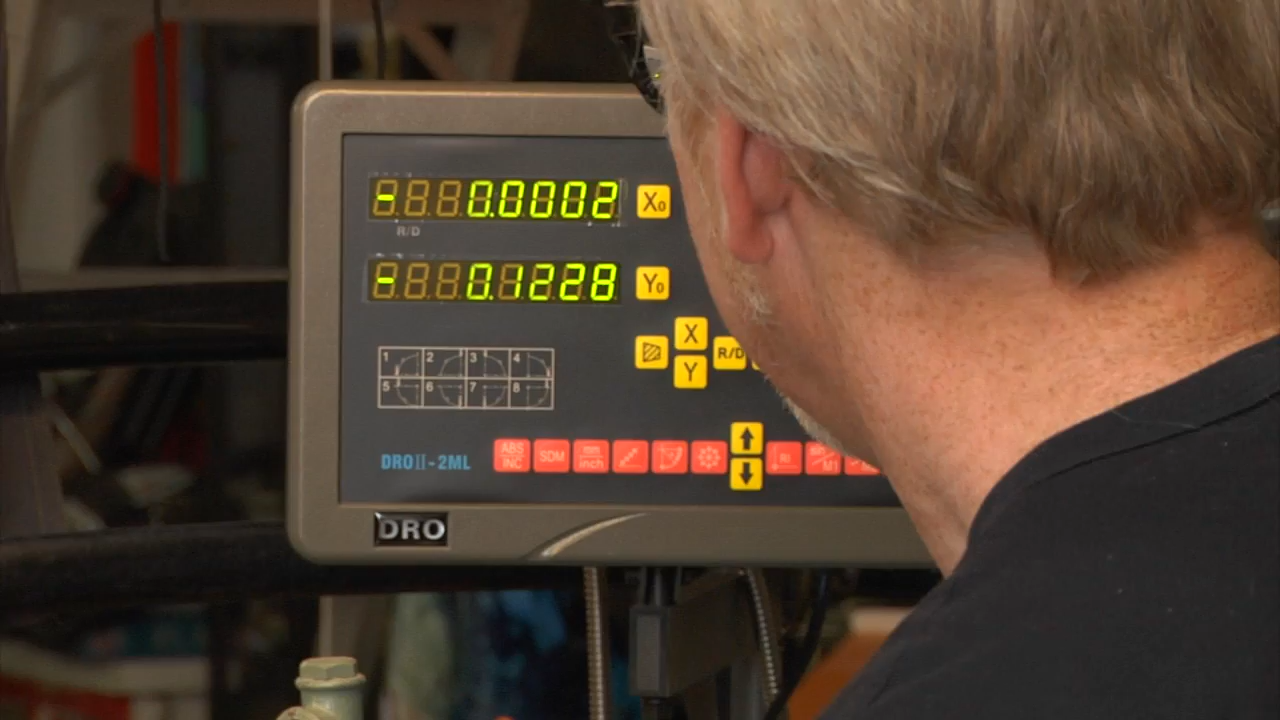 - 0.0002 X₀
R/D
- 0.1228 Y₀
X
R/D
Y
1 2 3 4
5 6 7 8
DROII-2ML
ABS INC SDM mm inch
M1
DRO